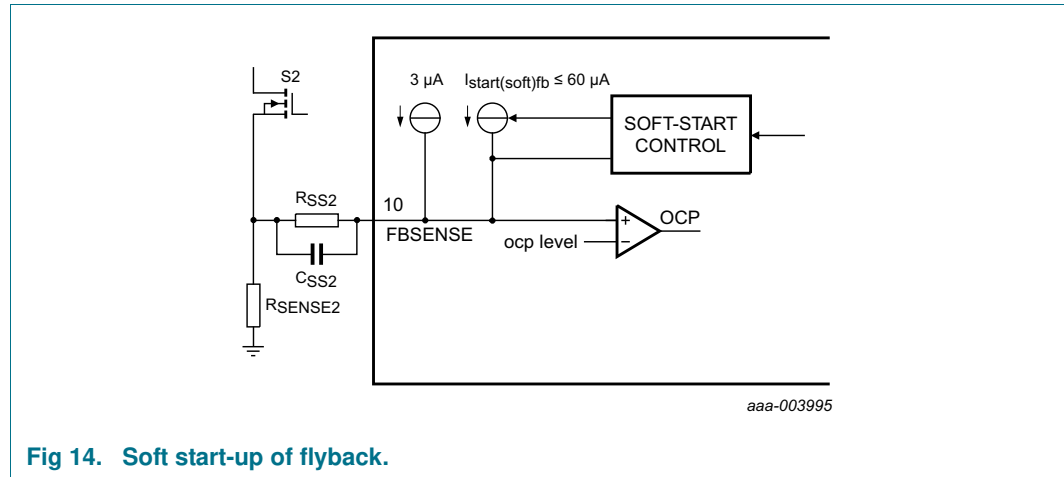 S2
3 μA
Istart(soft)fb ≤ 60 μA
SOFT-START
CONTROL
RSS2
10
FBSENSE
+
OCP
ocp level
−
CSS2
RSENSE2
aaa-003995
Fig 14. Soft start-up of flyback.